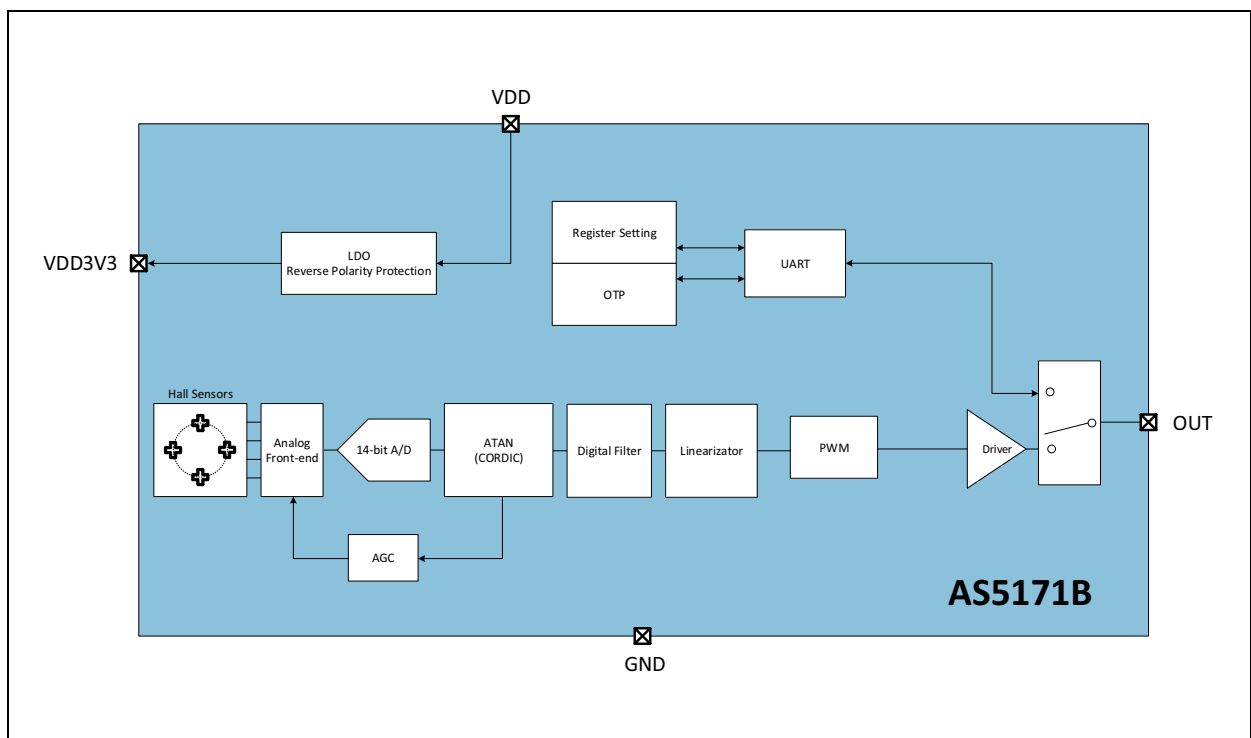 VDD
VDD3V3
LDO
Reverse Polarity Protection
Register Setting
OTP
UART
Hall Sensors
Analog
Front-end
14-bit A/D
ATAN
(CORDIC)
Digital Filter
Linearizator
PWM
Driver
OUT
AGC
AS5171B
GND